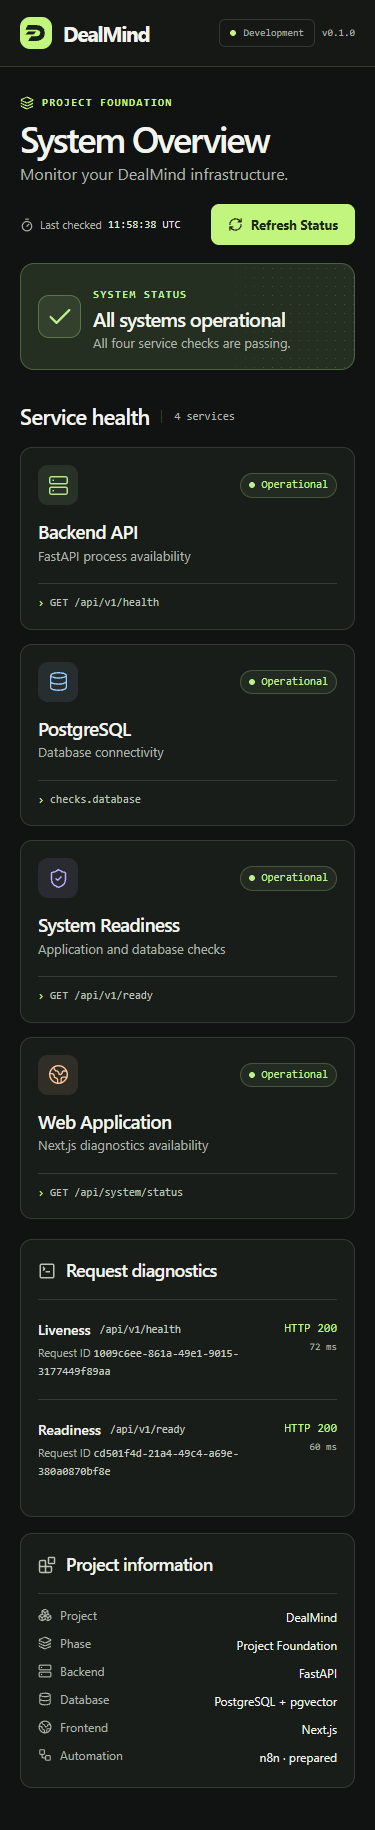 DealMind
Development v0.1.0
PROJECT FOUNDATION
System Overview
Monitor your DealMind infrastructure.
Last checked 11:58:38 UTC
Refresh Status
SYSTEM STATUS
All systems operational
All four service checks are passing.
Service health 4 services
Operational
Backend API
FastAPI process availability
› GET /api/v1/health
Operational
PostgreSQL
Database connectivity
› checks.database
Operational
System Readiness
Application and database checks
› GET /api/v1/ready
Operational
Web Application
Next.js diagnostics availability
› GET /api/system/status
Request diagnostics
Liveness /api/v1/health HTTP 200
Request ID 1009c6ee-861a-49e1-9015- 72 ms
3177449f89aa
Readiness /api/v1/ready HTTP 200
Request ID cd501f4d-21a4-49c4-a69e- 60 ms
380a0870bf8e
Project information
Project DealMind
Phase Project Foundation
Backend FastAPI
Database PostgreSQL + pgvector
Frontend Next.js
Automation n8n · prepared